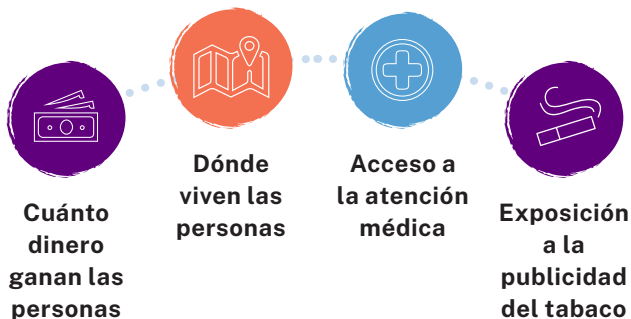 Cuánto
dinero
ganan las
personas
Dónde
viven las
personas
Acceso a
la atención
médica
Exposición
a la
publicidad
del tabaco